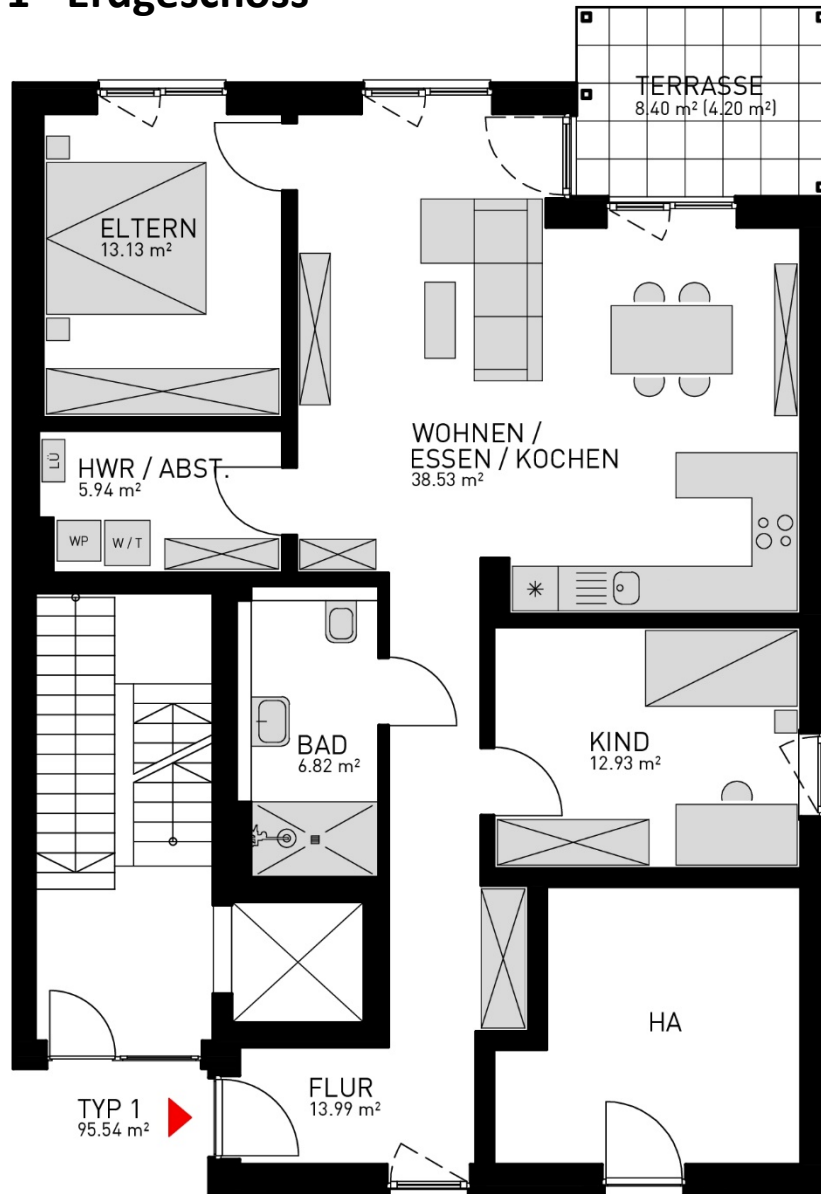 1 - Erdgeschoss
TERRASSE
8.40 m² (4.20 m²)
ELTERN
13.13 m²
WOHNEN /
ESSEN / KOCHEN
38.53 m²
LÜ
HWR / ABST.
5.94 m²
WP
W / T
BAD
6.82 m²
KIND
12.93 m²
HA
FLUR
13.99 m²
TYP 1
95.54 m²